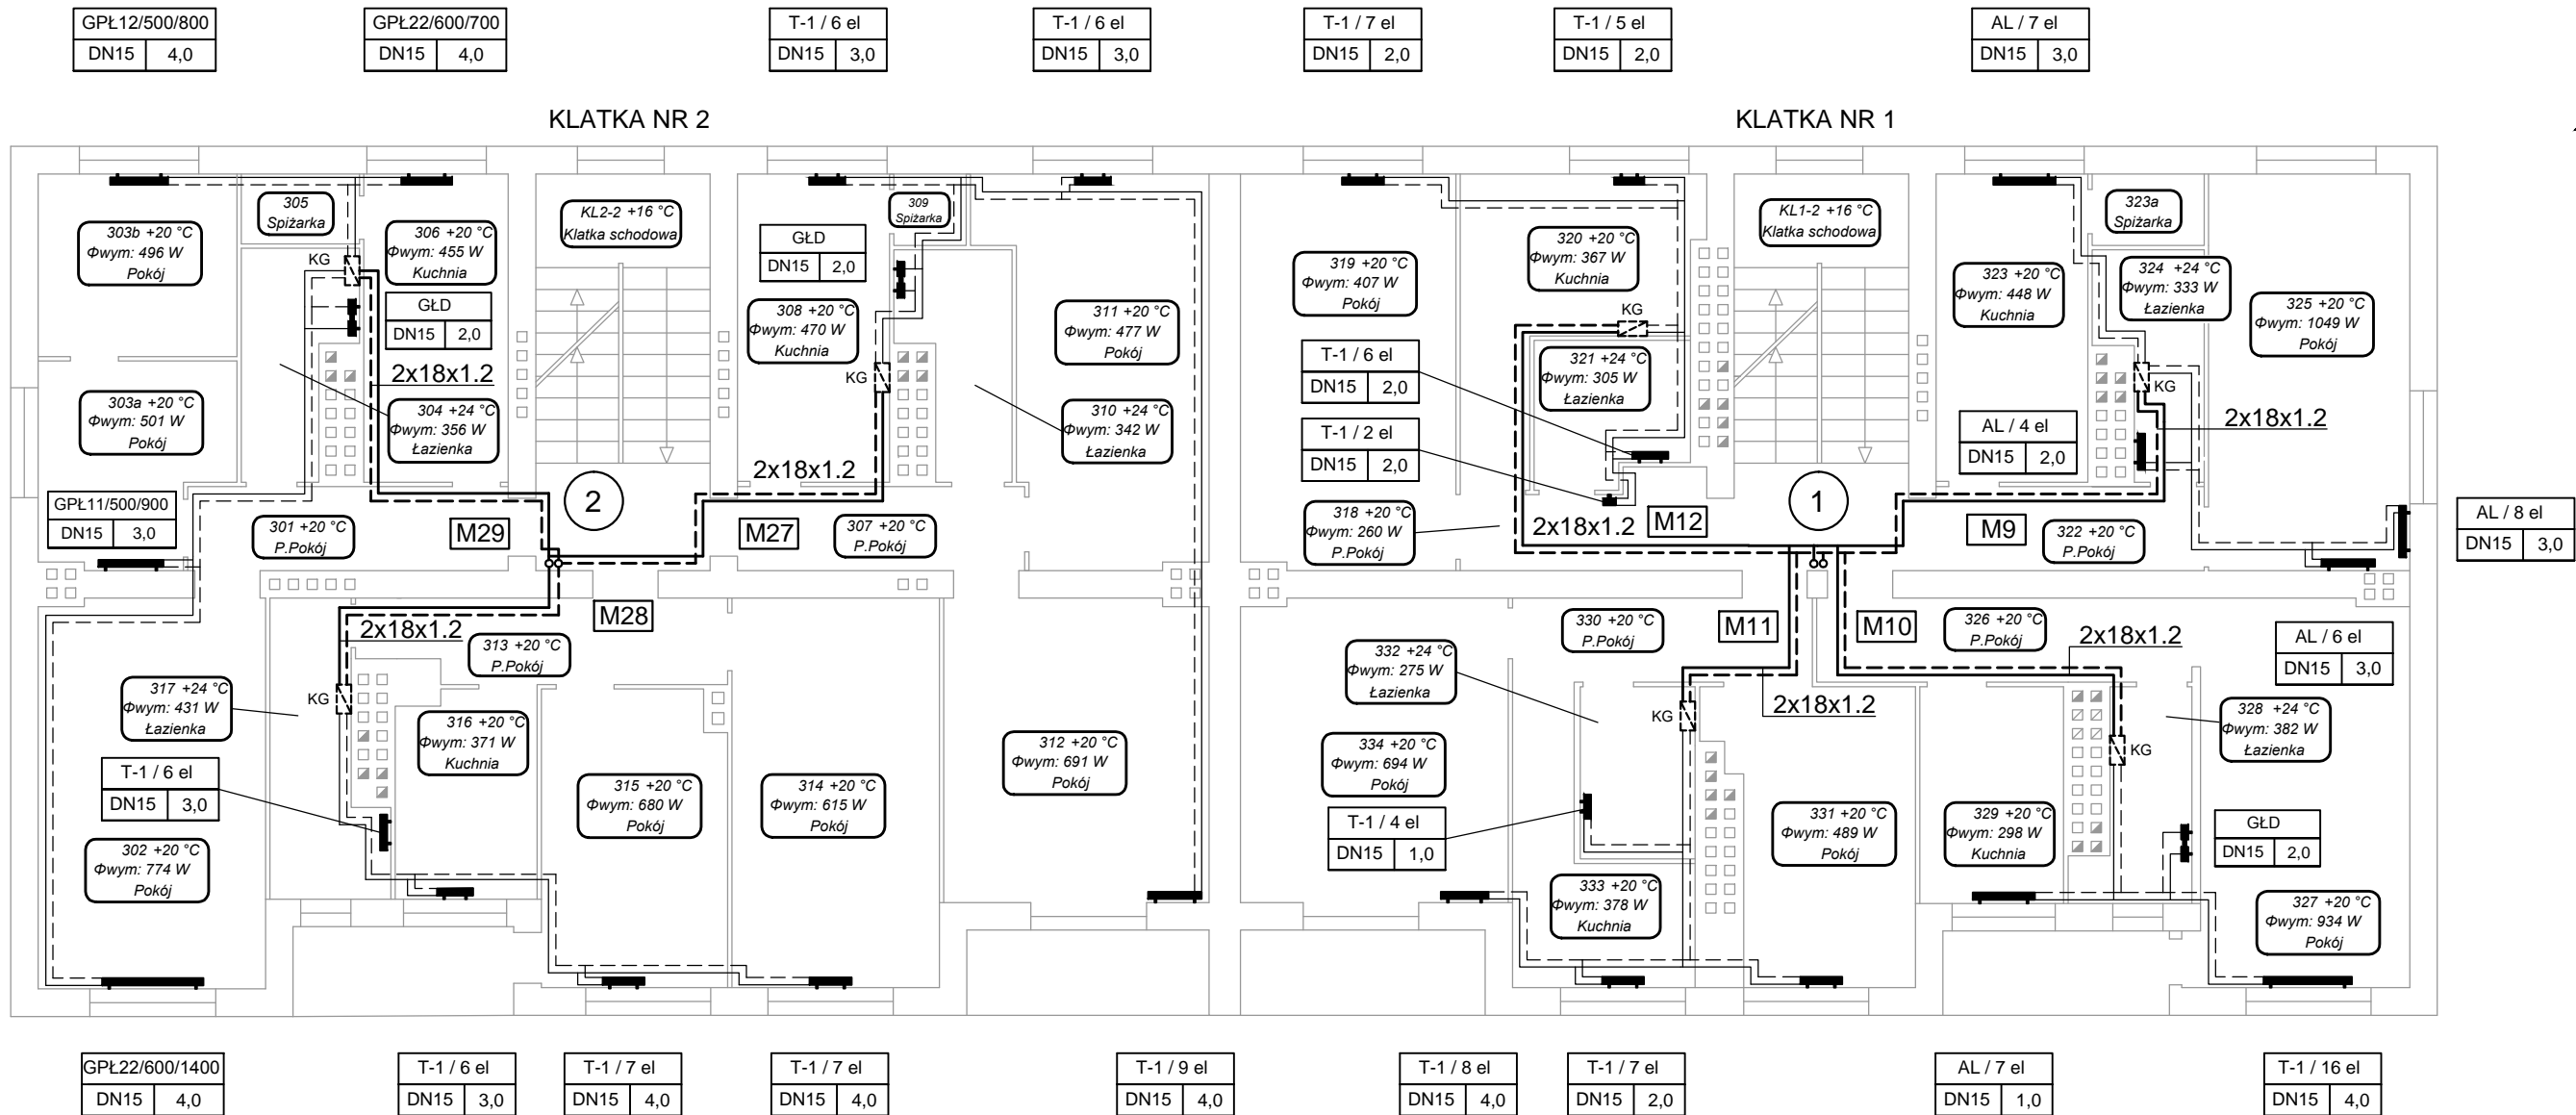 GPŁ12/500/800
DN15 4,0
GPŁ22/600/700
DN15 4,0
T-1 / 6 el
DN15 3,0
T-1 / 6 el
DN15 3,0
T-1 / 7 el
DN15 2,0
T-1 / 5 el
DN15 2,0
AL / 7 el
DN15 3,0
KLATKA NR 2
KLATKA NR 1
303b +20 °C
Φwym: 496 W
Pokój
305
Spiżarka
306 +20 °C
Φwym: 455 W
Kuchnia
KG
GŁD
DN15 2,0
KL2-2 +16 °C
Klatka schodowa
GŁD
DN15 2,0
309
Spiżarka
308 +20 °C
Φwym: 470 W
Kuchnia
KG
311 +20 °C
Φwym: 477 W
Pokój
303a +20 °C
Φwym: 501 W
Pokój
2x18x1.2
304 +24 °C
Φwym: 356 W
Łazienka
310 +24 °C
Φwym: 342 W
Łazienka
2x18x1.2
GPŁ11/500/900
DN15 3,0
301 +20 °C
P.Pokój
M29
2
M27
307 +20 °C
P.Pokój
319 +20 °C
Φwym: 407 W
Pokój
320 +20 °C
Φwym: 367 W
Kuchnia
KG
321 +24 °C
Φwym: 305 W
Łazienka
T-1 / 6 el
DN15 2,0
T-1 / 2 el
DN15 2,0
318 +20 °C
Φwym: 260 W
P.Pokój
2x18x1.2
M12
KL1-2 +16 °C
Klatka schodowa
1
323 +20 °C
Φwym: 448 W
Kuchnia
323a
Spiżarka
324 +24 °C
Φwym: 333 W
Łazienka
325 +20 °C
Φwym: 1049 W
Pokój
KG
AL / 4 el
DN15 2,0
2x18x1.2
M9
322 +20 °C
P.Pokój
AL / 8 el
DN15 3,0
M28
2x18x1.2
313 +20 °C
P.Pokój
317 +24 °C
Φwym: 431 W
Łazienka
KG
316 +20 °C
Φwym: 371 W
Kuchnia
T-1 / 6 el
DN15 3,0
302 +20 °C
Φwym: 774 W
Pokój
315 +20 °C
Φwym: 680 W
Pokój
314 +20 °C
Φwym: 615 W
Pokój
312 +20 °C
Φwym: 691 W
Pokój
330 +20 °C
P.Pokój
M11
M10
326 +20 °C
P.Pokój
2x18x1.2
AL / 6 el
DN15 3,0
332 +24 °C
Φwym: 275 W
Łazienka
KG
2x18x1.2
334 +20 °C
Φwym: 694 W
Pokój
T-1 / 4 el
DN15 1,0
333 +20 °C
Φwym: 378 W
Kuchnia
331 +20 °C
Φwym: 489 W
Pokój
329 +20 °C
Φwym: 298 W
Kuchnia
KG
328 +24 °C
Φwym: 382 W
Łazienka
GŁD
DN15 2,0
327 +20 °C
Φwym: 934 W
Pokój
GPŁ22/600/1400
DN15 4,0
T-1 / 6 el
DN15 3,0
T-1 / 7 el
DN15 4,0
T-1 / 7 el
DN15 4,0
T-1 / 9 el
DN15 4,0
T-1 / 8 el
DN15 4,0
T-1 / 7 el
DN15 2,0
AL / 7 el
DN15 1,0
T-1 / 16 el
DN15 4,0